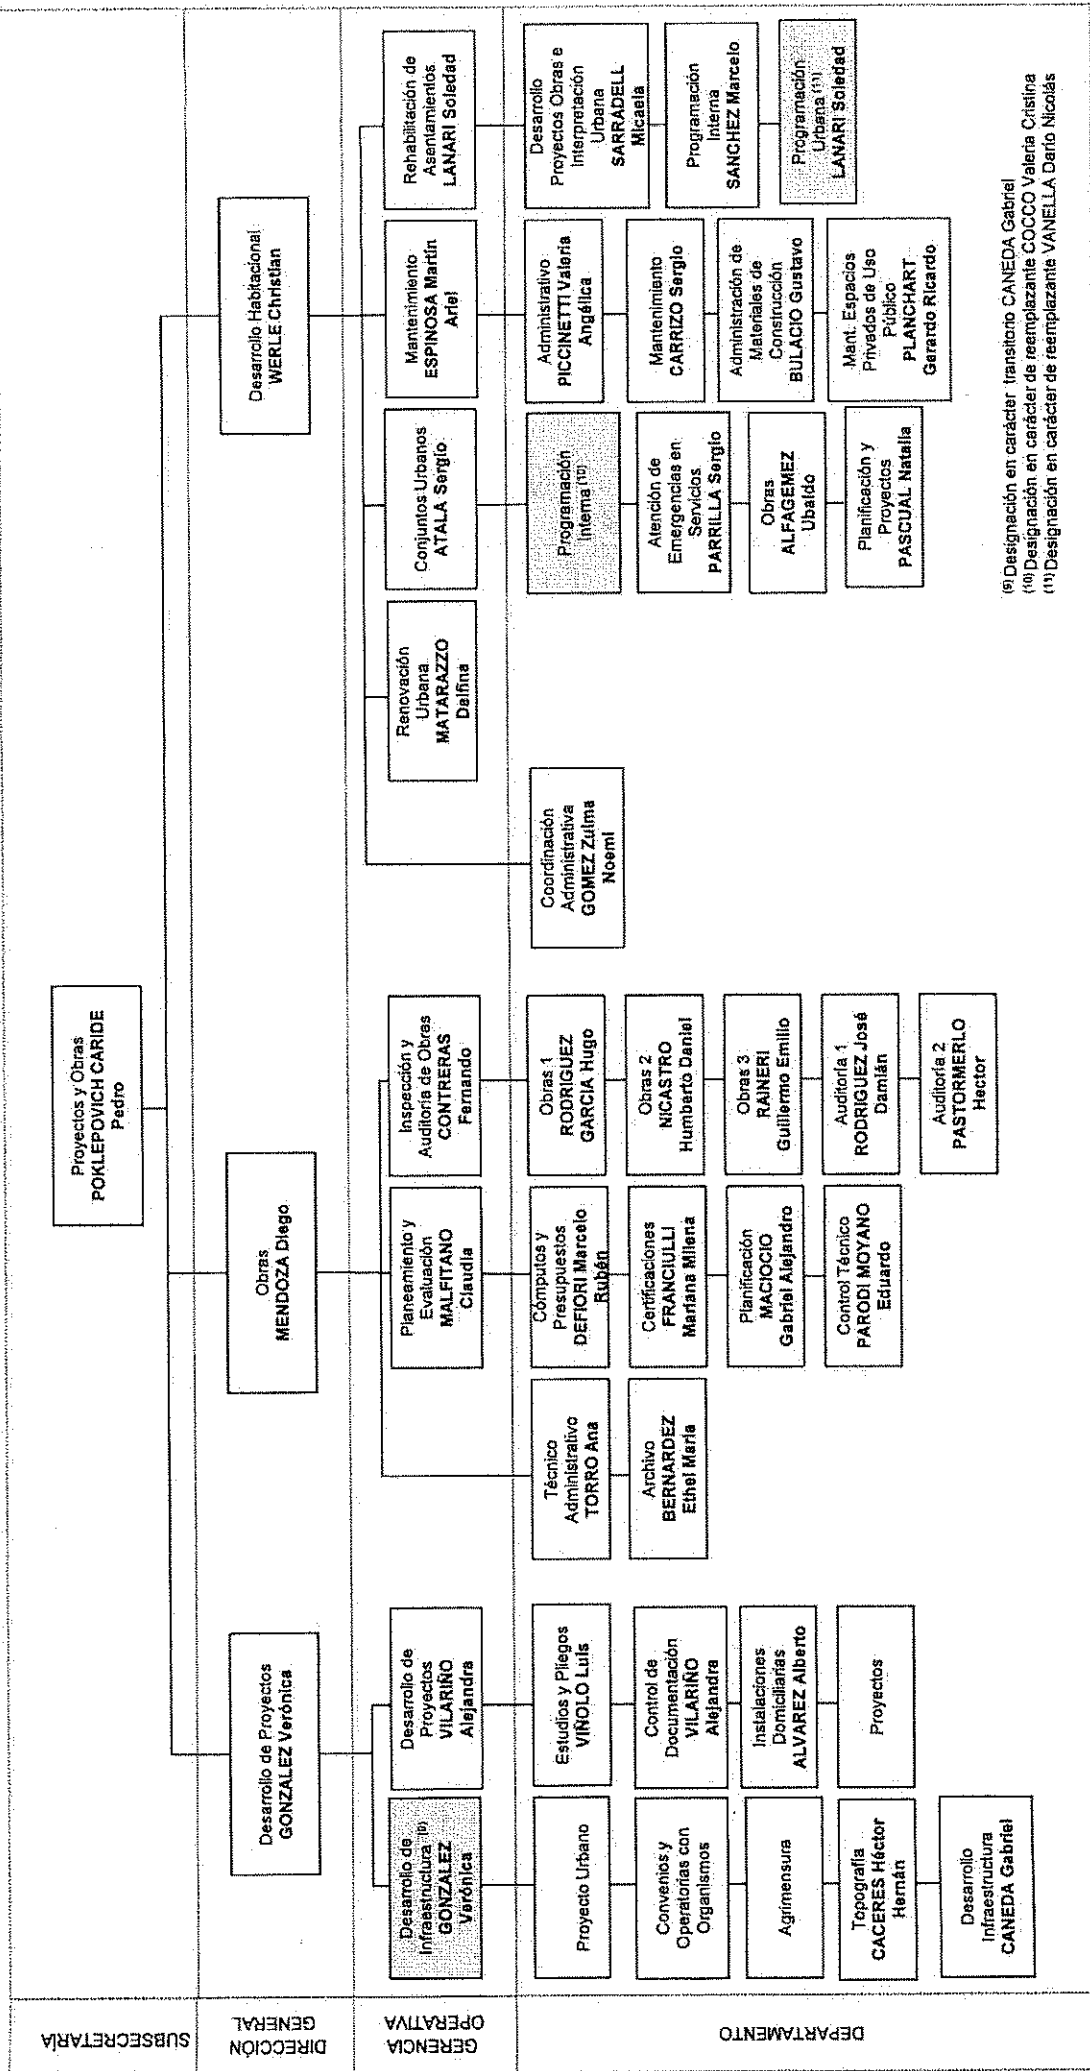 SUBSECRETARÍA
Proyectos y Obras
POKLEPOVICH CARIDE
Pedro
DIRECCIÓN
GENERAL
Desarrollo de Proyectos
GONZALEZ Verónica
Obras
MENDOZA Diego
Desarrollo Habitacional
WERLE Christian
GERENCIA
OPERATIVA
Desarrollo de
Infraestructura (9)
GONZALEZ
Verónica
Desarrollo de
Proyectos
VILARIÑO
Alejandra
Planeamiento y
Evaluación
MALFITANO
Claudia
Inspección y
Auditoría de Obras
CONTRERAS
Fernando
Renovación
Urbana
MATARAZZO
Delfina
Conjuntos Urbanos
ATALA Sergio
Mantenimiento
ESPINOSA Martín
Ariel
Rehabilitación de
Asentamientos
LANARI Soledad
DEPARTAMENTO
Proyecto Urbano
Convenios y
Operatorias con
Organismos
Agrimensura
Topografía
CACERES Héctor
Hernán
Desarrollo
Infraestructura
CANEDA Gabriel
Estudios y Pliegos
VIÑOLO Luis
Control de
Documentación
VILARIÑO
Alejandra
Instalaciones
Domiciliarias
ALVAREZ Alberto
Proyectos
Técnico
Administrativo
TORRO Ana
Archivo
BERNARDEZ
Ethel María
Cómputos y
Presupuestos
DEFIORI Marcelo
Rubén
Certificaciones
FRANCIULLI
Mariana Milena
Planificación
MACIOCIO
Gabriel Alejandro
Control Técnico
PARODI MOYANO
Eduardo
Obras 1
RODRIGUEZ
GARCIA Hugo
Obras 2
NICASTRO
Humberto Daniel
Obras 3
RAINERI
Guillermo Emilio
Auditoría 1
RODRIGUEZ José
Damián
Auditoría 2
PASTORMERLO
Hector
Coordinación
Administrativa
GOMEZ Zulma
Noemí
Programación
Interna (10)
Atención de
Emergencias en
Servicios
PARRILLA Sergio
Obras
ALFAGEMEZ
Ubaldo
Planificación y
Proyectos
PASCUAL Natalia
Administrativo
PICCINETTI Valeria
Angélica
Mantenimiento
CARRIZO Sergio
Administración de
Materiales de
Construcción
BULACIO Gustavo
Mant. Espacios
Privados de Uso
Público
PLANCHART
Gerardo Ricardo
Desarrollo
Proyectos Obras e
Interpretación
Urbana
SARRADELL
Micaela
Programación
Interna
SANCHEZ Marcelo
Programación
Urbana (11)
LANARI Soledad
(9) Designación en carácter transitorio CANEDA Gabriel
(10) Designación en carácter de reemplazante COCCO Valeria Cristina
(11) Designación en carácter de reemplazante VANELLA Darío Nicolás